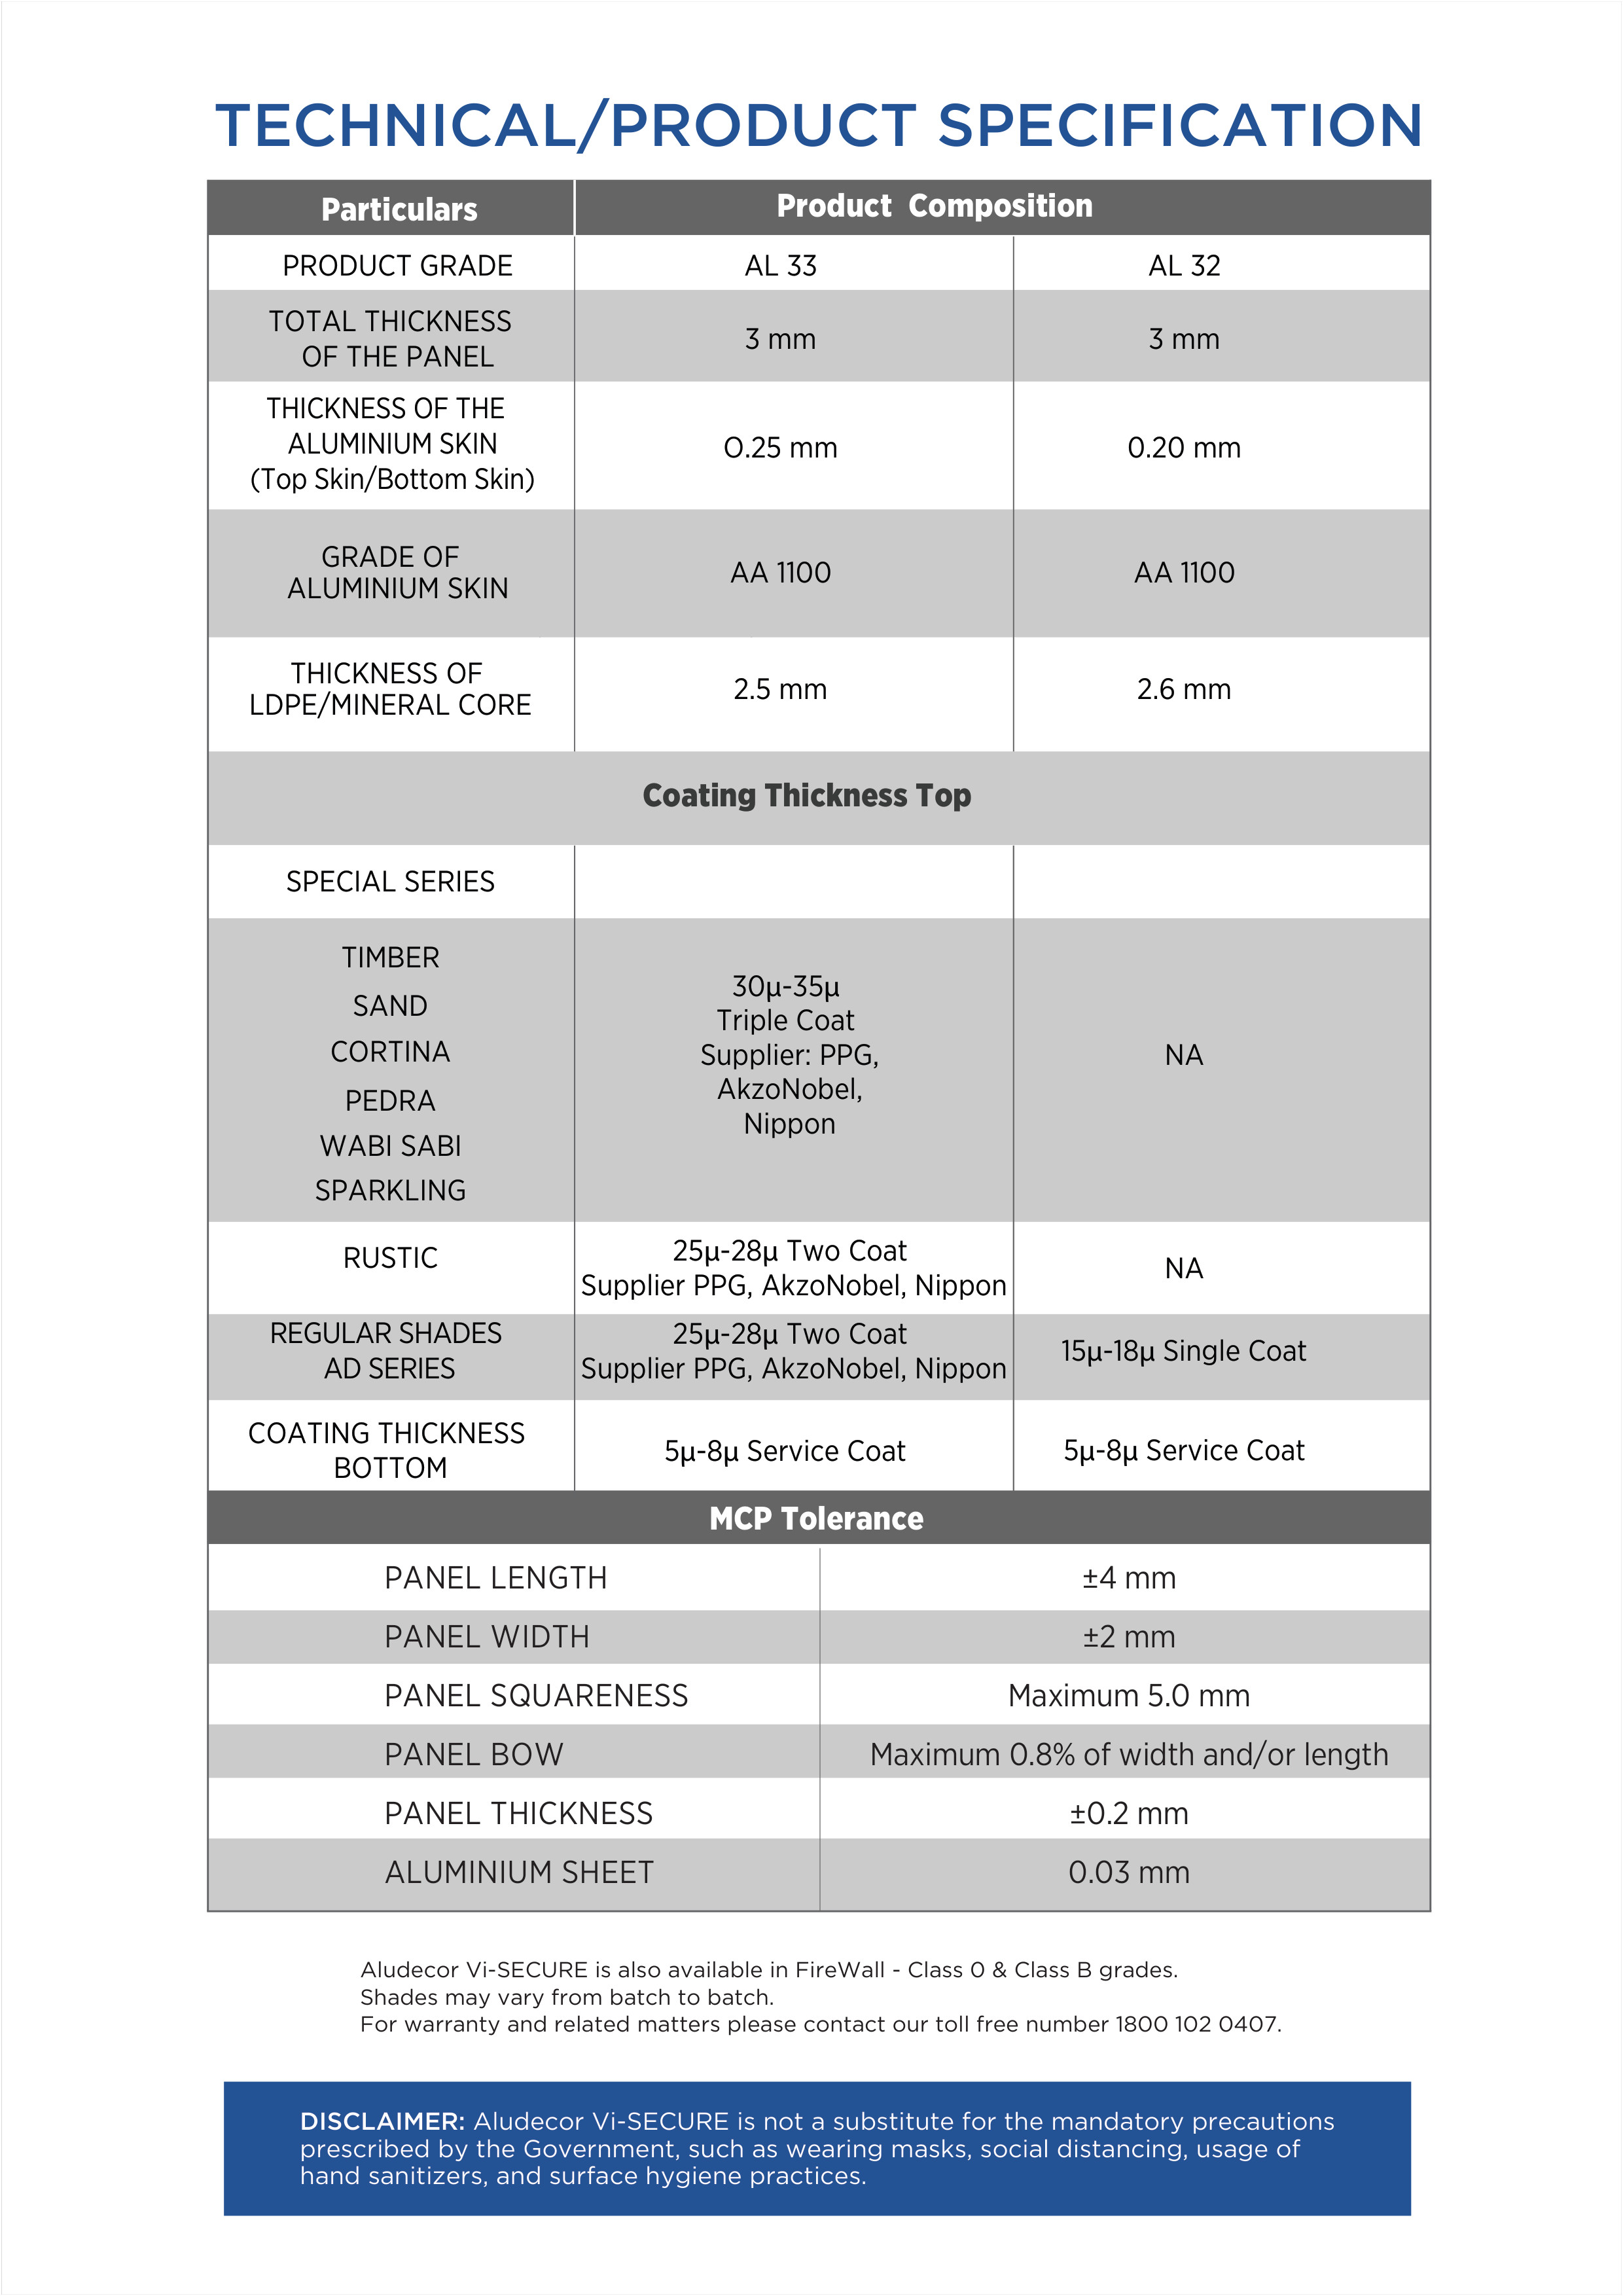 TECHNICAL/PRODUCT SPECIFICATION
Particulars Product Composition
PRODUCT GRADE AL 33 AL 32
TOTAL THICKNESS
OF THE PANEL 3 mm 3 mm
THICKNESS OF THE
ALUMINIUM SKIN
(Top Skin/Bottom Skin) O.25 mm 0.20 mm
GRADE OF
ALUMINIUM SKIN AA 1100 AA 1100
THICKNESS OF
LDPE/MINERAL CORE 2.5 mm 2.6 mm
Coating Thickness Top
SPECIAL SERIES
TIMBER
SAND
CORTINA
PEDRA
WABI SABI
SPARKLING
30µ-35µ
Triple Coat
Supplier: PPG,
AkzoNobel,
Nippon
NA
RUSTIC
25µ-28µ Two Coat
Supplier PPG, AkzoNobel, Nippon
NA
REGULAR SHADES
AD SERIES
25µ-28µ Two Coat
Supplier PPG, AkzoNobel, Nippon
15µ-18µ Single Coat
COATING THICKNESS
BOTTOM
5µ-8µ Service Coat
5µ-8µ Service Coat
MCP Tolerance
PANEL LENGTH ±4 mm
PANEL WIDTH ±2 mm
PANEL SQUARENESS Maximum 5.0 mm
PANEL BOW Maximum 0.8% of width and/or length
PANEL THICKNESS ±0.2 mm
ALUMINIUM SHEET 0.03 mm
Aludecor Vi-SECURE is also available in FireWall - Class 0 & Class B grades.
Shades may vary from batch to batch.
For warranty and related matters please contact our toll free number 1800 102 0407.
DISCLAIMER: Aludecor Vi-SECURE is not a substitute for the mandatory precautions
prescribed by the Government, such as wearing masks, social distancing, usage of
hand sanitizers, and surface hygiene practices.